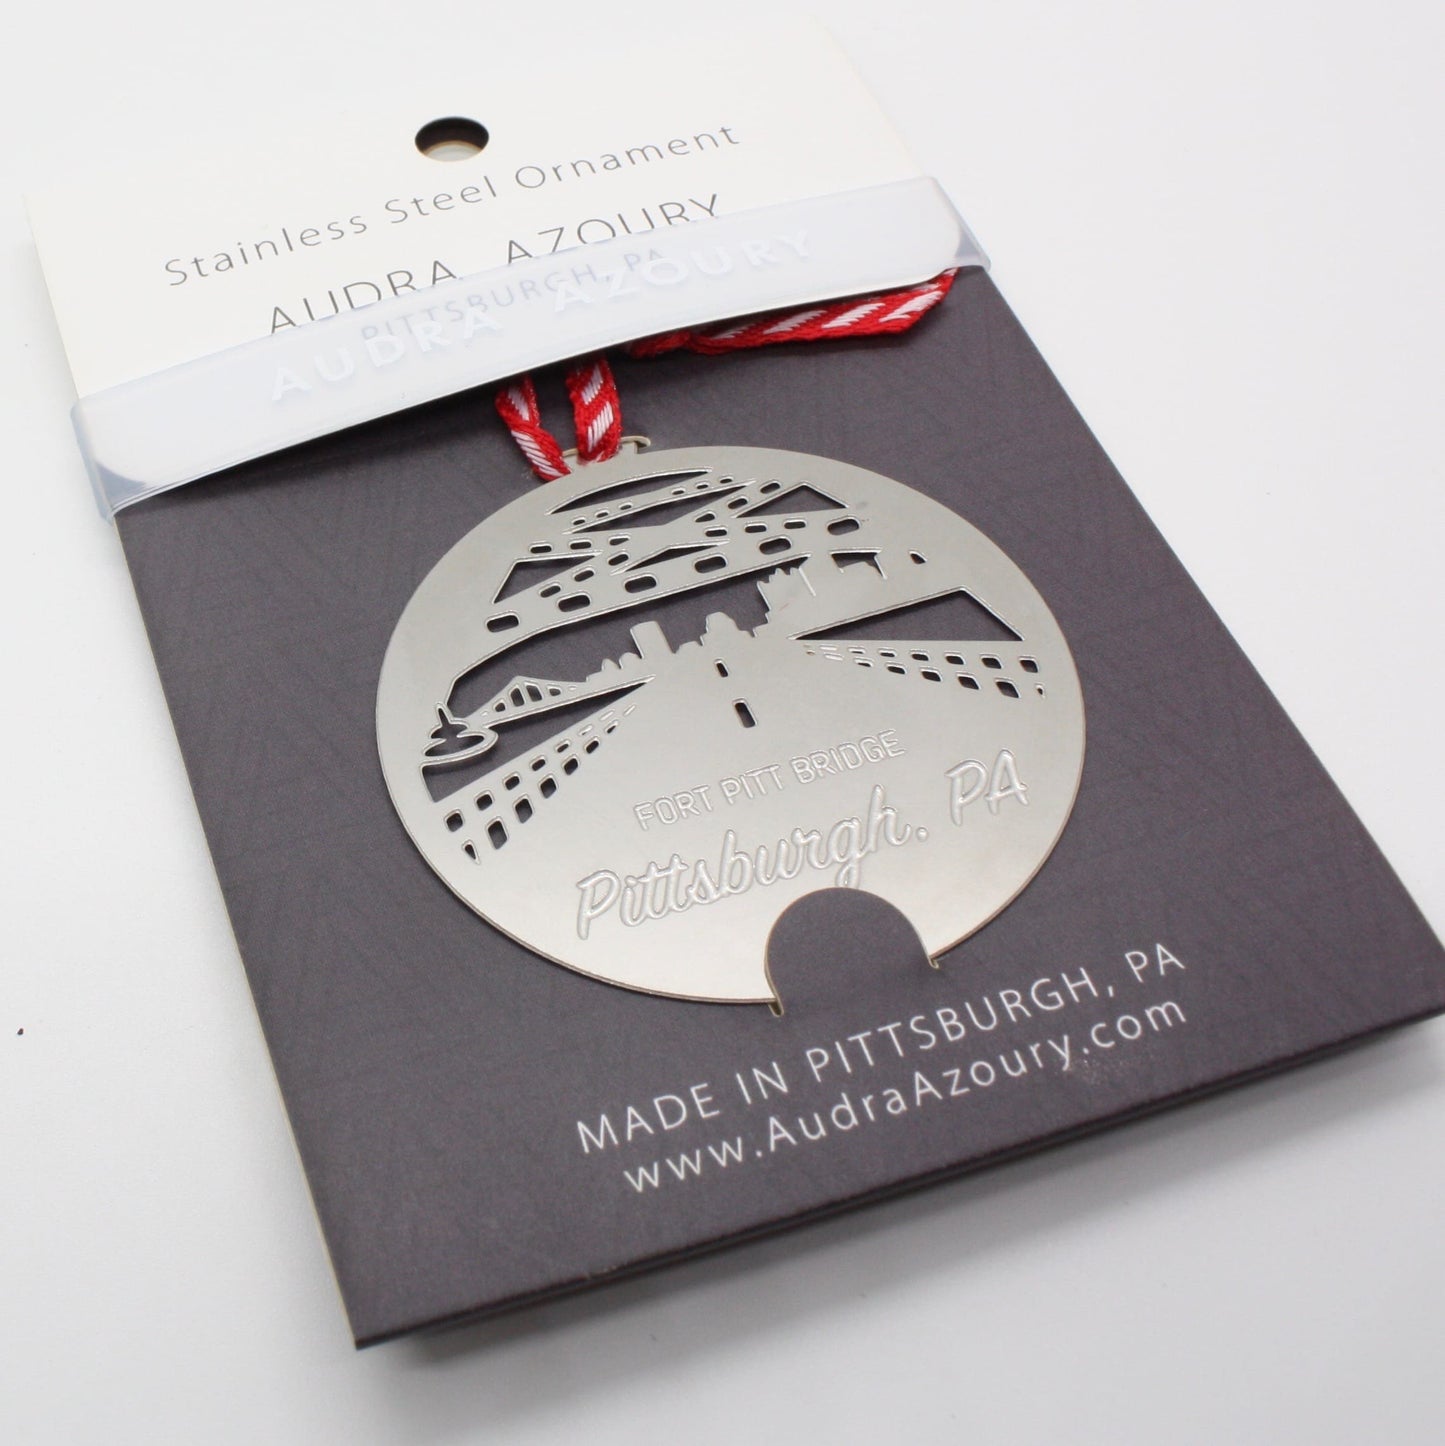 Stainless Steel Ornament
AUDRA AZOURY
PITTSBURGH, PA
AUDRA AZOURY
FORT PITT BRIDGE
Pittsburgh. PA
MADE IN PITTSBURGH, PA
www.AudraAzoury.com